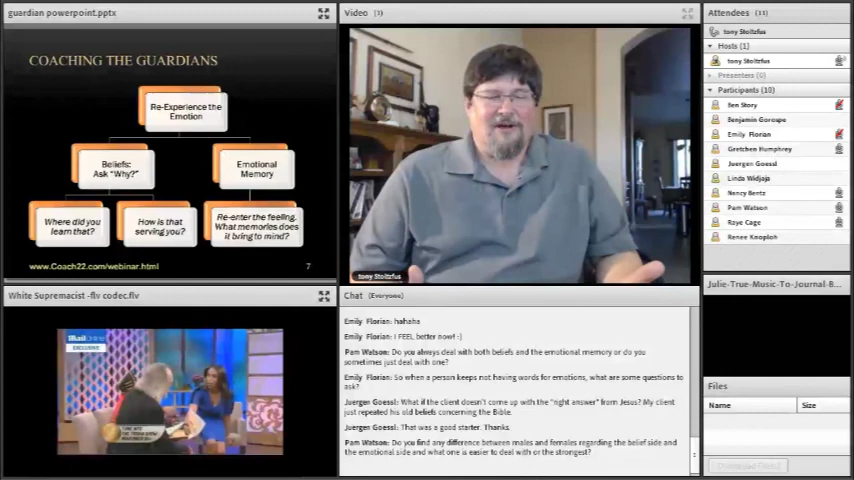 guardian powerpoint.pptx
COACHING THE GUARDIANS
Re-Experience the
Emotion
Beliefs:
Ask "Why?"
Emotional
Memory
Where did you
learn that?
How is that
serving you?
Re-enter the feeling.
What memories does
it bring to mind?
www.Coach22.com/webinar.html
7
White Supremacist -flv codec.flv
Mail Online
EXCLUSIVE
Video (1)
tony Stoltzfus
Chat (Everyone)
Emily Florian: hahaha
Emily Florian: I FEEL better now! :)
Pam Watson: Do you always deal with both beliefs and the emotional memory or do you
sometimes just deal with one?
Emily Florian: So when a person keeps not having words for emotions, what are some questions to
ask?
Juergen Goessl: What if the client doesn't come up with the "right answer" from Jesus? My client
just repeated his old beliefs concerning the Bible.
Juergen Goessl: That was a good starter. Thanks.
Pam Watson: Do you find any difference between males and females regarding the belief side and
the emotional side and what one is easier to deal with or the strongest?
Attendees (11)
tony Stoltzfus
Hosts (1)
tony Stoltzfus
Presenters (0)
Participants (10)
Ben Story
Benjamin Gorospe
Emily Florian
Gretchen Humphrey
Juergen Goessl
Linda Widjaja
Nancy Bentz
Pam Watson
Raye Cage
Renee Knoploh
Julie-True-Music-To-Journal-B...
Files
Name
Size